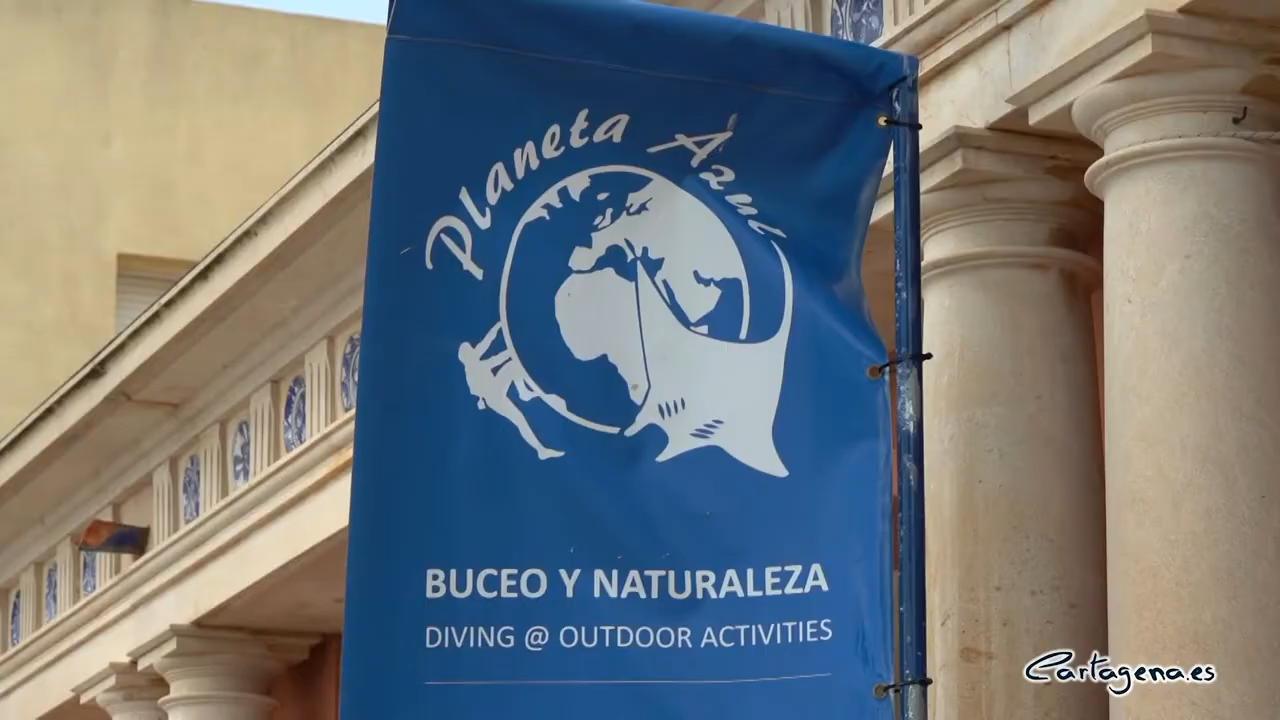 Planeta Azul
BUCEO Y NATURALEZA
DIVING @ OUTDOOR ACTIVITIES
Cartagena.es